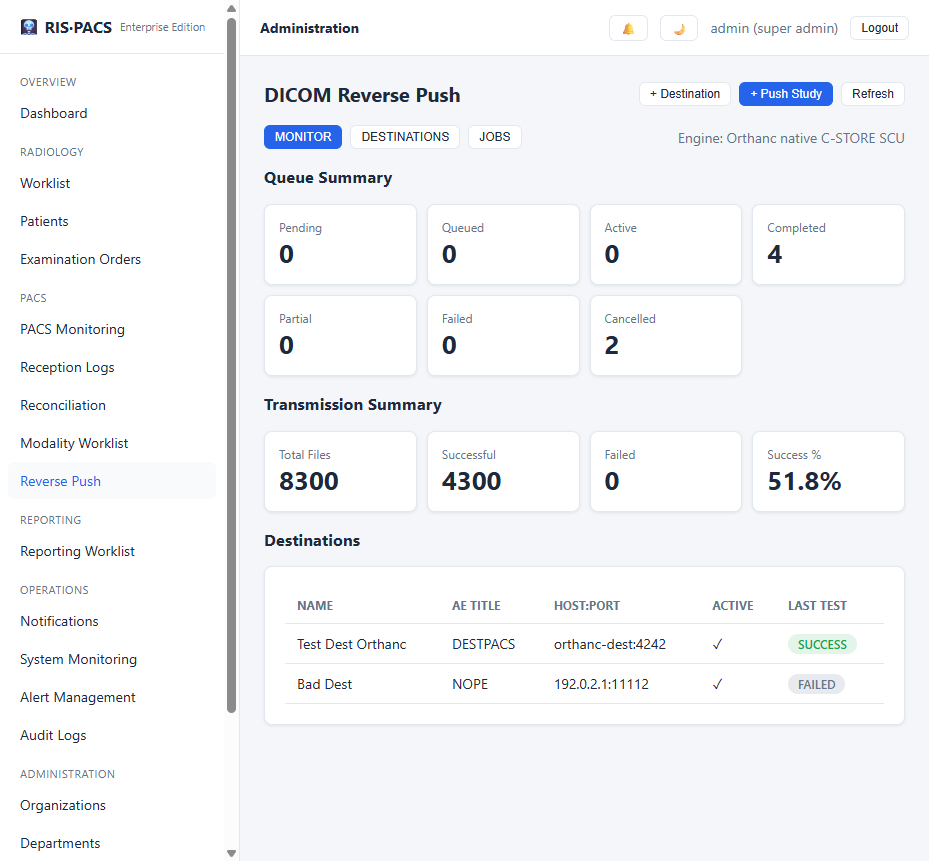 RIS·PACS Enterprise Edition
OVERVIEW
Dashboard
RADIOLOGY
Worklist
Patients
Examination Orders
PACS
PACS Monitoring
Reception Logs
Reconciliation
Modality Worklist
Reverse Push
REPORTING
Reporting Worklist
OPERATIONS
Notifications
System Monitoring
Alert Management
Audit Logs
ADMINISTRATION
Organizations
Departments
Administration
admin (super admin) Logout
DICOM Reverse Push
+ Destination + Push Study Refresh
MONITOR DESTINATIONS JOBS
Engine: Orthanc native C-STORE SCU
Queue Summary
Pending Queued Active Completed
0 0 0 4
Partial Failed Cancelled
0 0 2
Transmission Summary
Total Files Successful Failed Success %
8300 4300 0 51.8%
Destinations
NAME AE TITLE HOST:PORT ACTIVE LAST TEST
Test Dest Orthanc DESTPACS orthanc-dest:4242 ✓ SUCCESS
Bad Dest NOPE 192.0.2.1:11112 ✓ FAILED